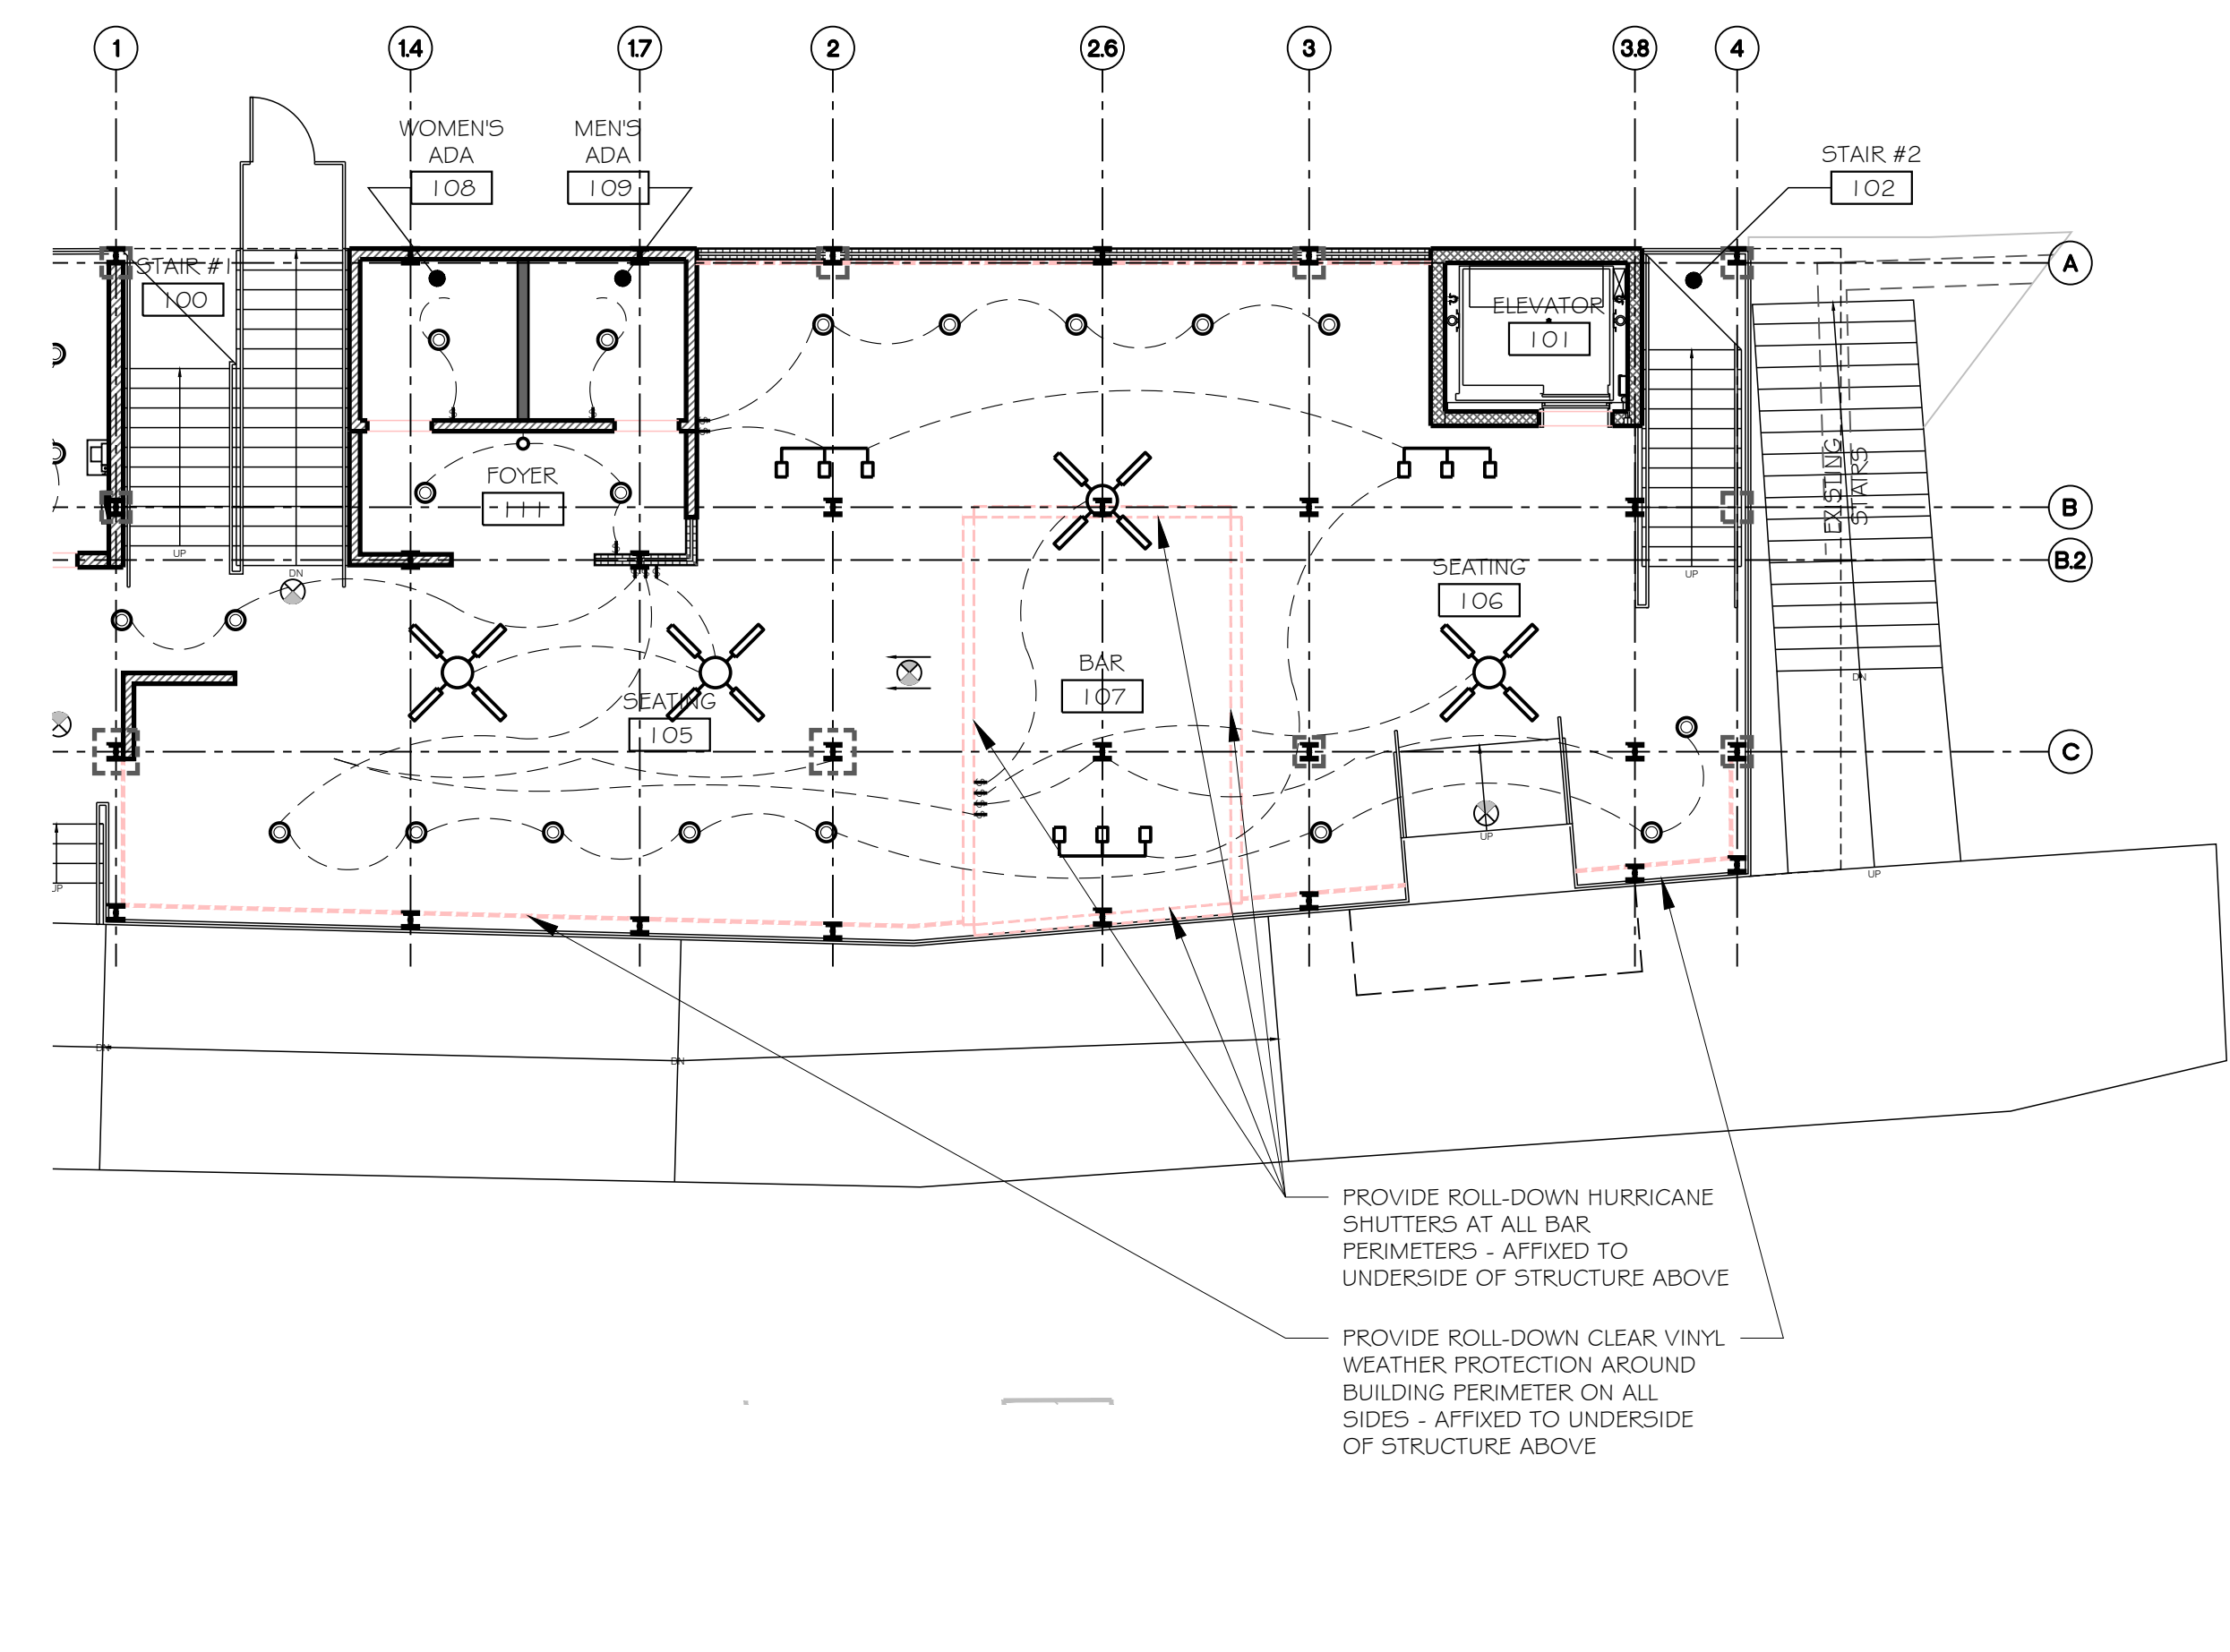 1
1.4
1.7
2
2.6
3
3.8
4
WOMEN'S
ADA
108
MEN'S
ADA
109
STAIR #2
102
A
STAIR #1
100
ELEVATOR
101
FOYER
111
B
EXISTING
STAIRS
UP
DN
UP
B.2
SEATING
106
BAR
107
SEATING
105
DN
C
UP
UP
UP
DN
DN
PROVIDE ROLL-DOWN HURRICANE
SHUTTERS AT ALL BAR
PERIMETERS - AFFIXED TO
UNDERSIDE OF STRUCTURE ABOVE
PROVIDE ROLL-DOWN CLEAR VINYL
WEATHER PROTECTION AROUND
BUILDING PERIMETER ON ALL
SIDES - AFFIXED TO UNDERSIDE
OF STRUCTURE ABOVE